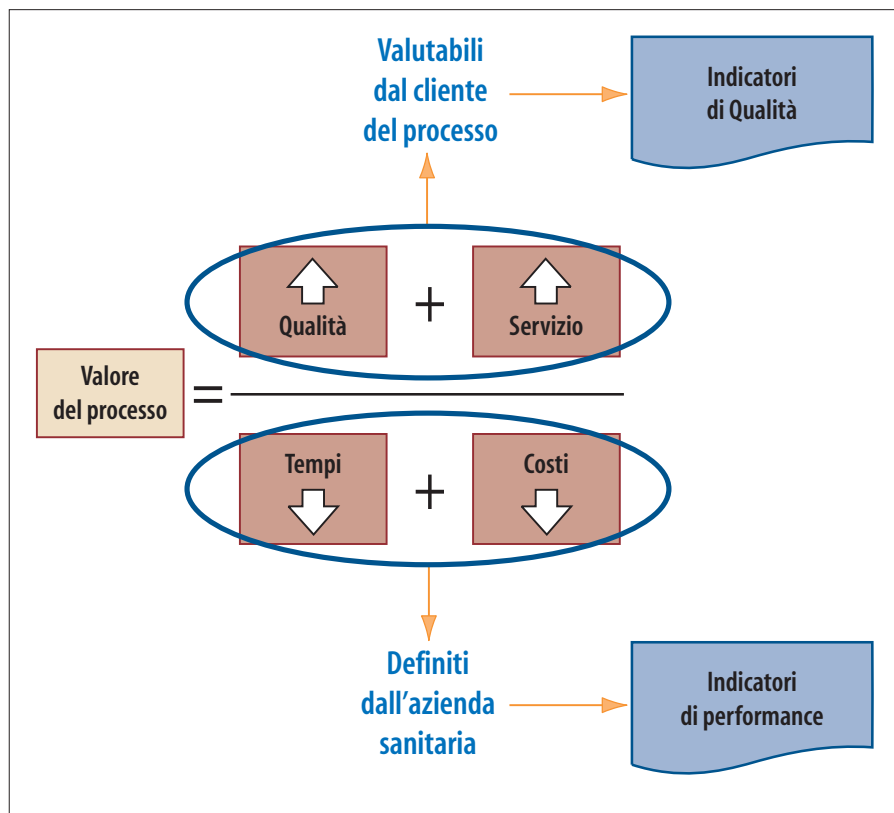 Valutabili
dal cliente
del processo
Indicatori
di Qualità
Qualità
+
Servizio
Valore
del processo
=
Tempi
+
Costi
Definiti
dall'azienda
sanitaria
Indicatori
di performance